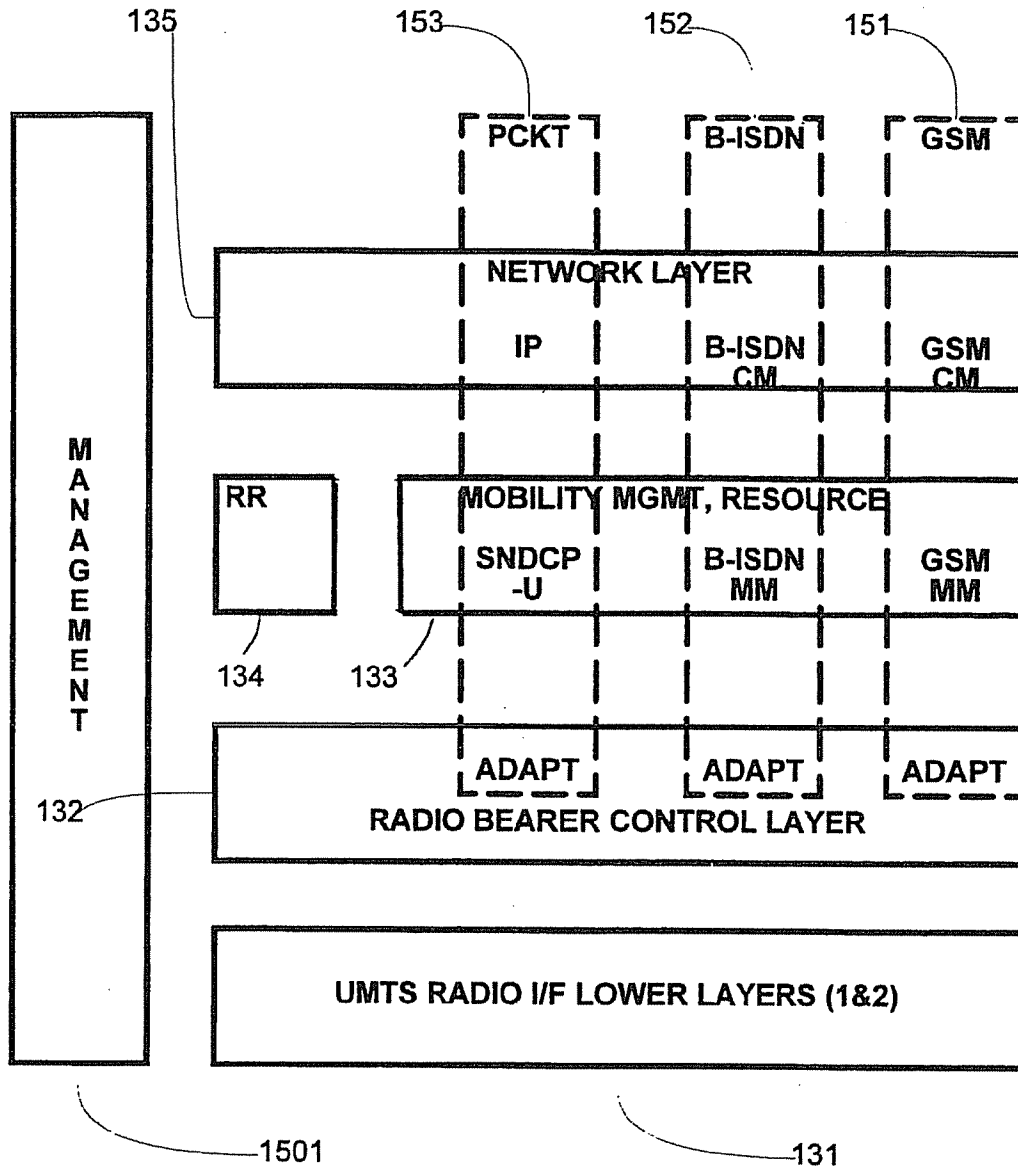 135 153 152 151
PCKT B-ISDN GSM
NETWORK LAYER
IP B-ISDN CM GSM CM
MANAGEMENT
RR
MOBILITY MGMT, RESOURCE
SNDCP -U B-ISDN MM GSM MM
134 133
ADAPT ADAPT ADAPT
132
RADIO BEARER CONTROL LAYER
UMTS RADIO I/F LOWER LAYERS (1&2)
1501 131